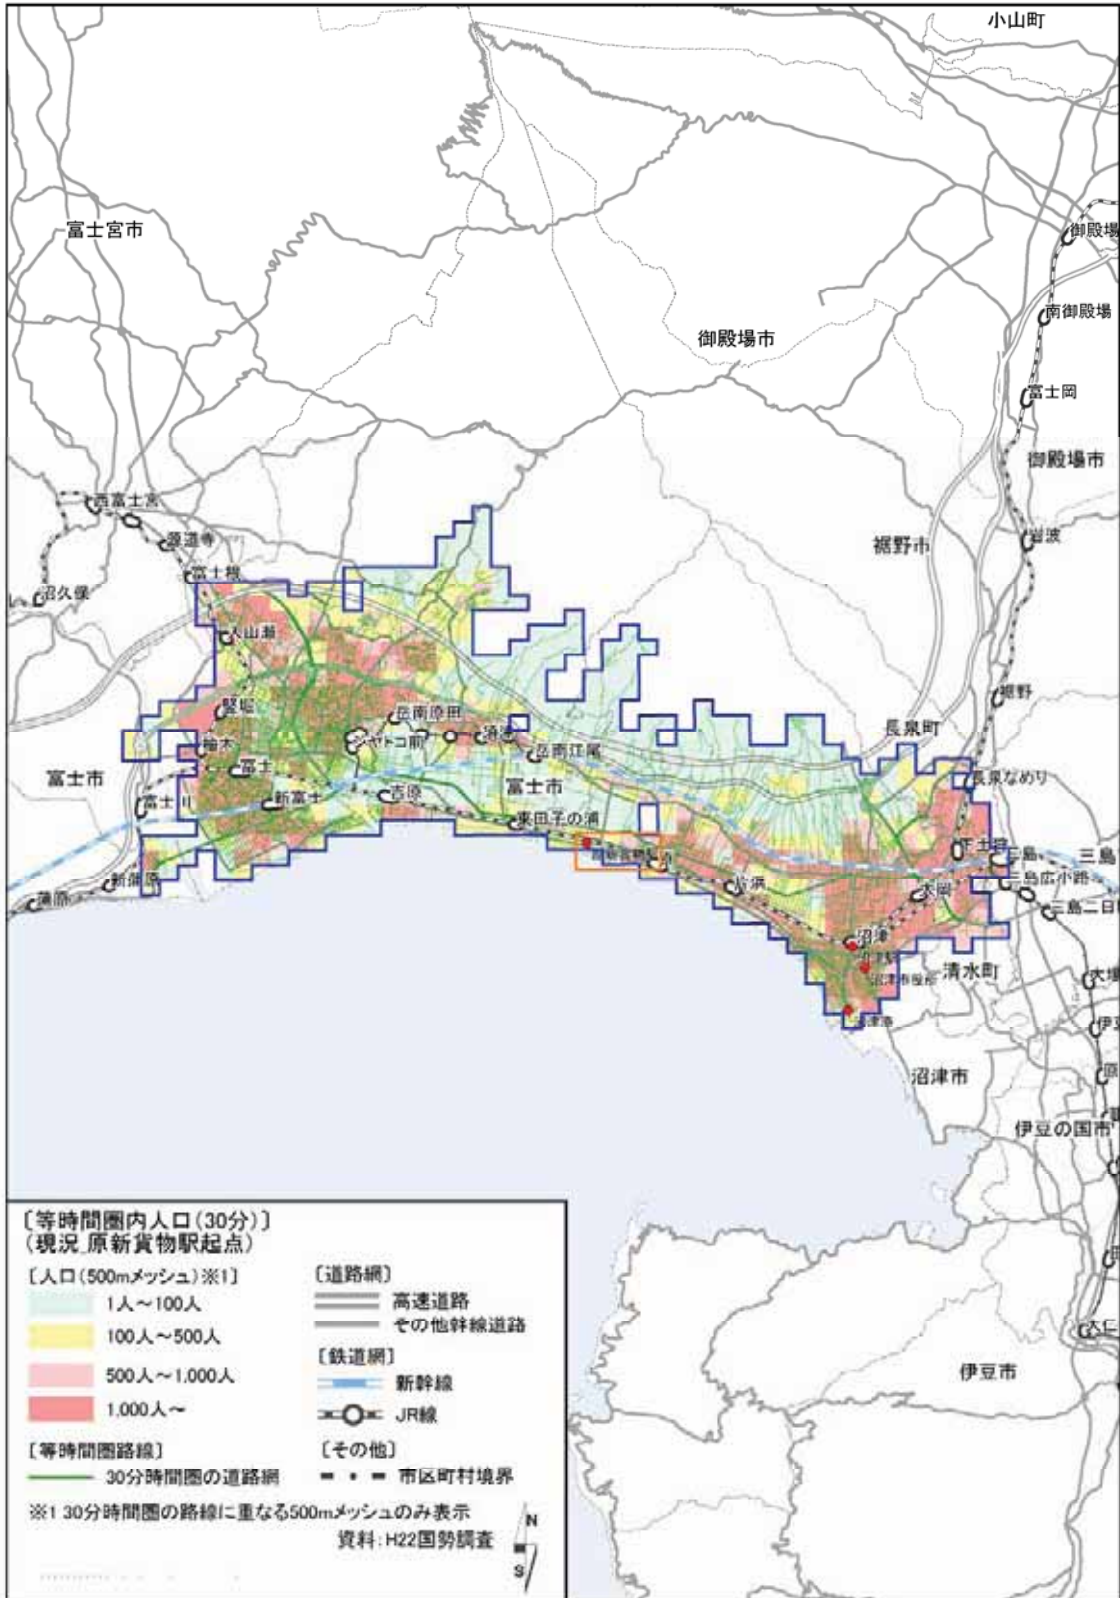 小山町
富士宮市
御殿場
南御殿場
御殿場市
富士岡
御殿場市
西富士宮
源道寺
裾野市
岩波
富士根
沼久保
入山瀬
裾野
竪堀
岳南原田
長泉町
ジヤトコ前
須津
柚木
岳南江尾
富士市
富士
富士市
長泉なめり
富士川
新富士
吉原
東田子の浦
下土狩
三島
三島
原
片浜
大岡
三島広小路
新蒲原
蒲原
三島二日
沼津
沼津市役所
清水町
大場
沼津港
伊豆
沼津市
原
伊豆の国市
〔等時間圏内人口(30分)〕
(現況_原新貨物駅起点)
[人口(500mメッシュ)※1]
1人～100人
100人～500人
500人～1,000人
1,000人～
[等時間圏路線]
30分時間圏の道路網
〔道路網〕
高速道路
その他幹線道路
〔鉄道網〕
新幹線
JR線
〔その他〕
市区町村境界
※1 30分時間圏の路線に重なる500mメッシュのみ表示
資料:H22国勢調査
N
S
大仁
伊豆市